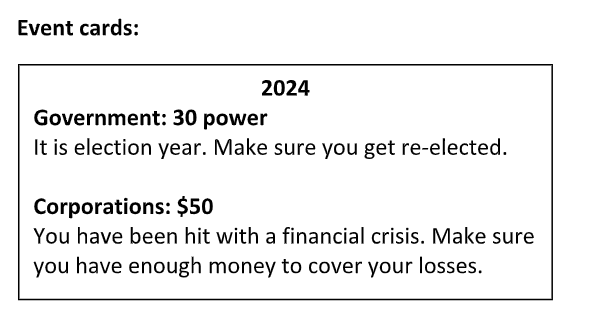 Event cards:
2024
Government: 30 power
It is election year. Make sure you get re-elected.
Corporations: $50
You have been hit with a financial crisis. Make sure
you have enough money to cover your losses.